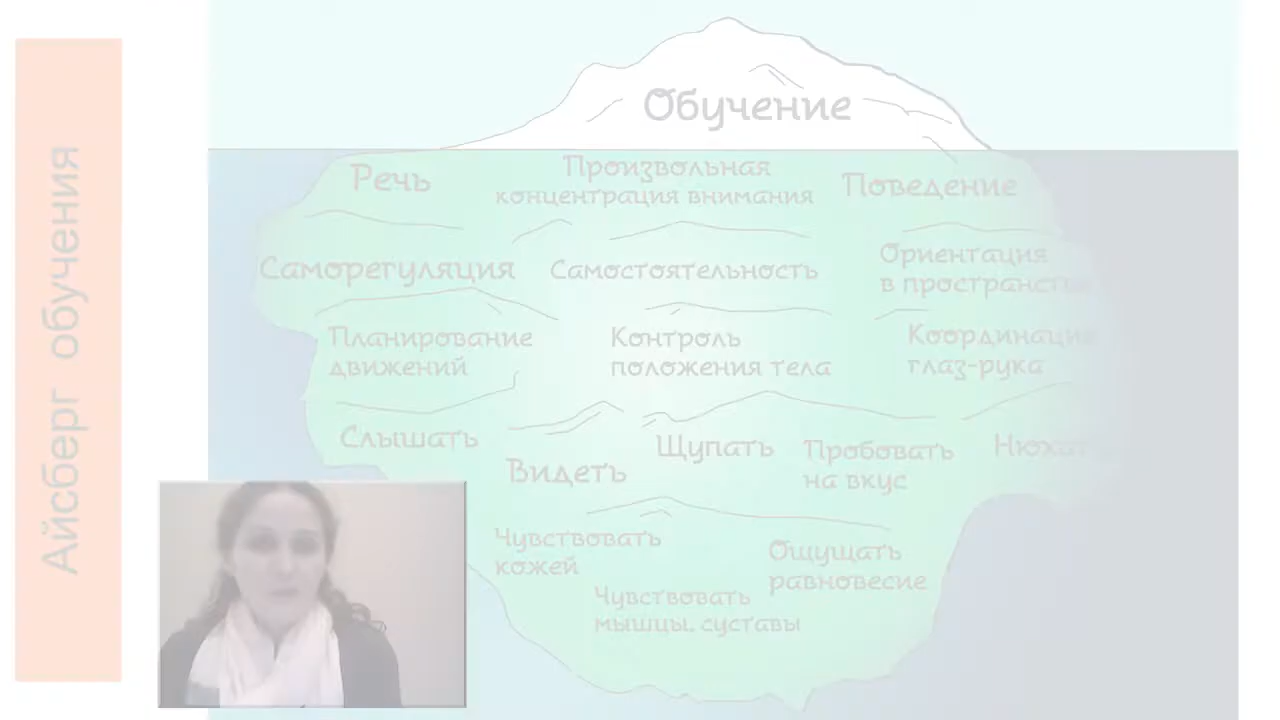 Айсберг обучения
Обучение
Речь
Произвольная
концентрация внимания
Поведение
Саморегуляция
Самостоятельность
Ориентация
в пространстве
Планирование
движений
Контроль
положения тела
Координация
глаз-рука
Слышать
Видеть
Щупать
Пробовать
на вкус
Нюхать
Чувствовать
кожей
Ощущать
равновесие
Чувствовать
мышцы, суставы